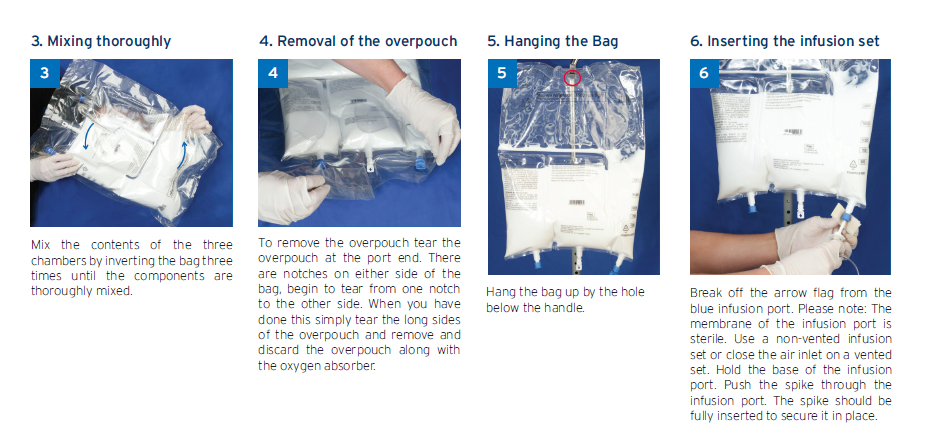 3. Mixing thoroughly
3
Mix the contents of the three
chambers by inverting the bag three
times until the components are
thoroughly mixed.
4. Removal of the overpouch
4
To remove the overpouch tear the
overpouch at the port end. There
are notches on either side of the
bag, begin to tear from one notch
to the other side. When you have
done this simply tear the long sides
of the overpouch and remove and
discard the overpouch along with
the oxygen absorber.
5. Hanging the Bag
5
Hang the bag up by the hole
below the handle.
6. Inserting the infusion set
6
Break off the arrow flag from the
blue infusion port. Please note: The
membrane of the infusion port is
sterile. Use a non-vented infusion
set or close the air inlet on a vented
set. Hold the base of the infusion
port. Push the spike through the
infusion port. The spike should be
fully inserted to secure it in place.